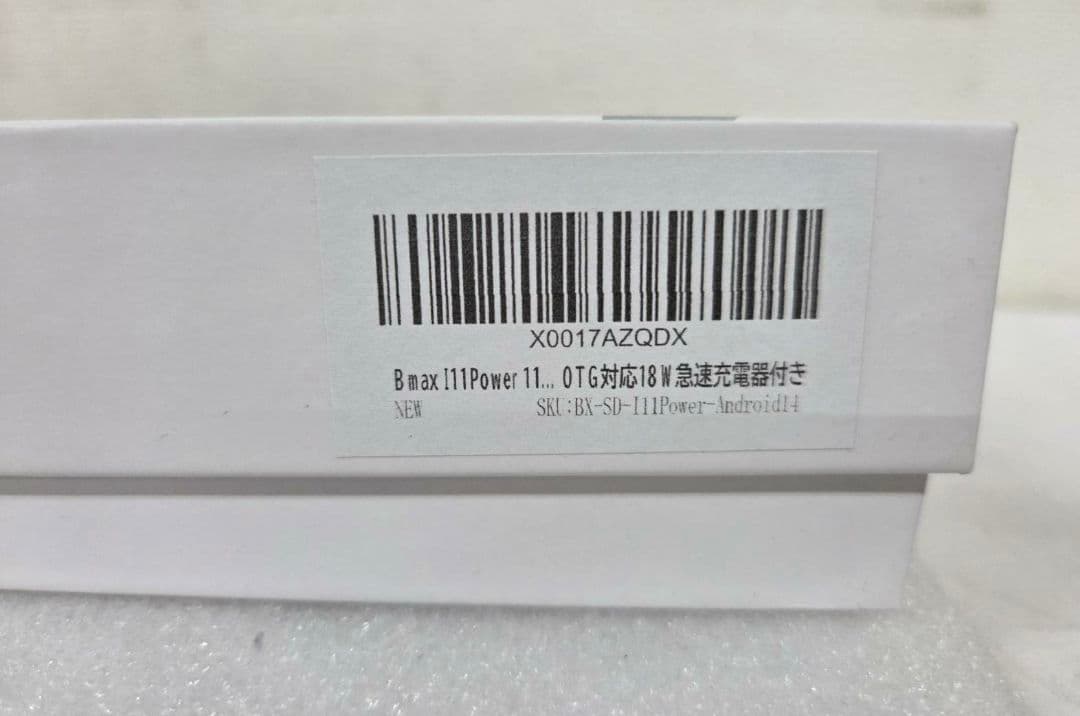 X0017AZQDX
Bmax I11Power 11... OTG対応18W急速充電器付き
NEW SKU:BX-SD-I11Power-Android14